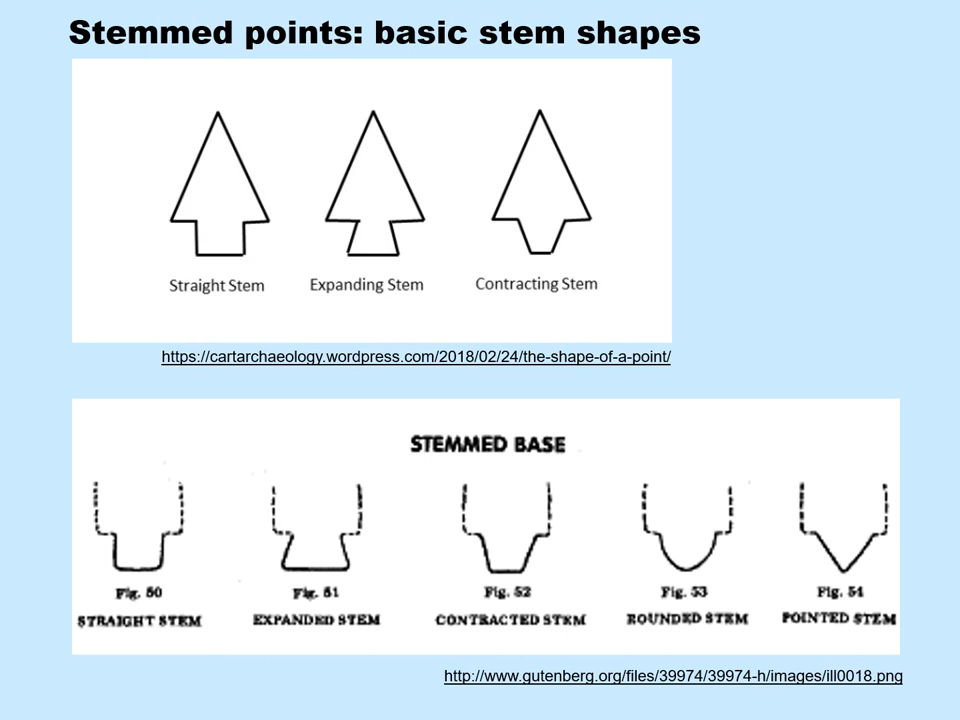 Stemmed points: basic stem shapes
Straight Stem Expanding Stem Contracting Stem
https://cartarchaeology.wordpress.com/2018/02/24/the-shape-of-a-point/
STEMMED BASE
Fig. 50 Fig. 51 Fig. 52 Fig. 53 Fig. 54
STRAIGHT STEM EXPANDED STEM CONTRACTED STEM ROUNDED STEM POINTED STEM
http://www.gutenberg.org/files/39974/39974-h/images/ill0018.png